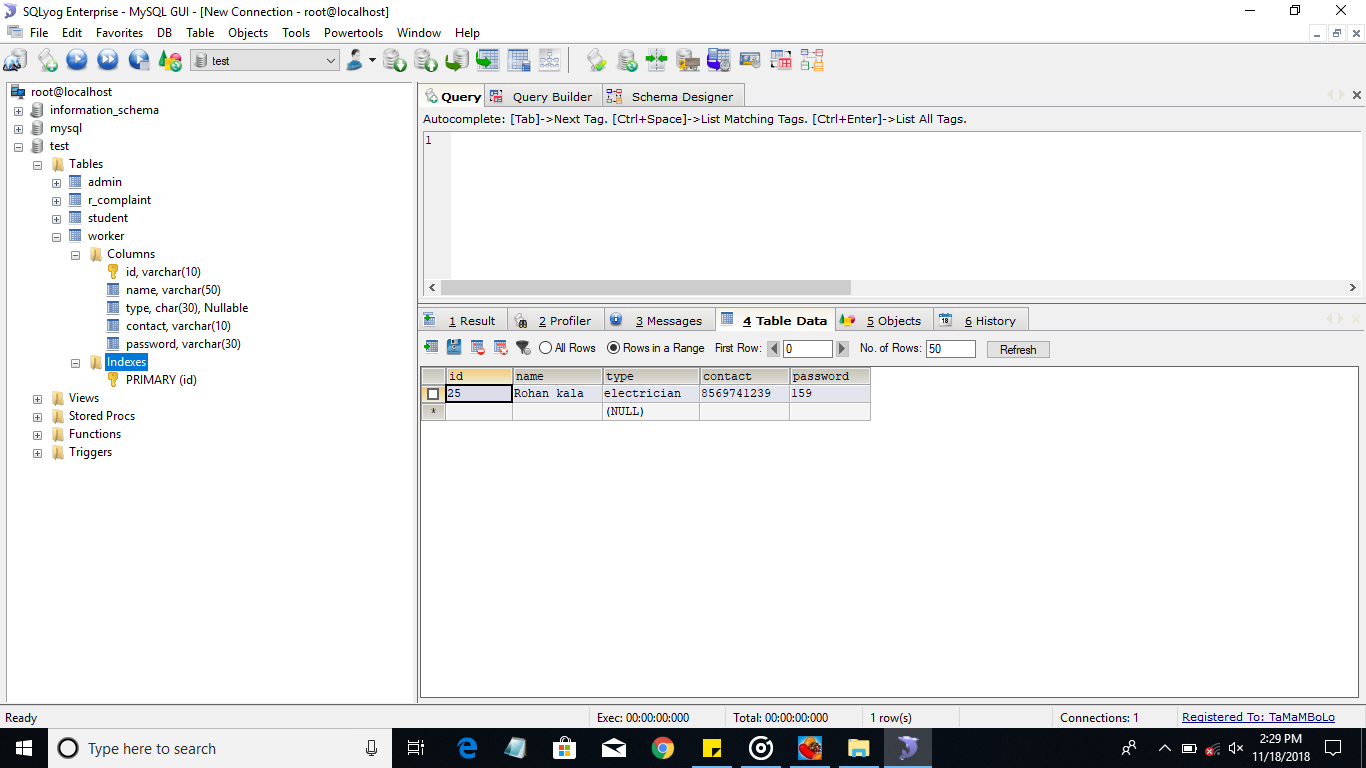 SQLyog Enterprise - MySQL GUI - [New Connection - root@localhost]
File Edit Favorites DB Table Objects Tools Powertools Window Help
test
root@localhost
information_schema
mysql
test
Tables
admin
r_complaint
student
worker
Columns
id, varchar(10)
name, varchar(50)
type, char(30), Nullable
contact, varchar(10)
password, varchar(30)
Indexes
PRIMARY (id)
Views
Stored Procs
Functions
Triggers
Query Query Builder Schema Designer
Autocomplete: [Tab]->Next Tag. [Ctrl+Space]->List Matching Tags. [Ctrl+Enter]->List All Tags.
1
1 Result 2 Profiler 3 Messages 4 Table Data 5 Objects 18 6 History
All Rows Rows in a Range First Row: 0 No. of Rows: 50 Refresh
id name type contact password
25 Rohan kala electrician 8569741239 159
* (NULL)
Ready Exec: 00:00:00:000 Total: 00:00:00:000 1 row(s) Connections: 1 Registered To: TaMaMBoLo
Type here to search 2:29 PM
11/18/2018